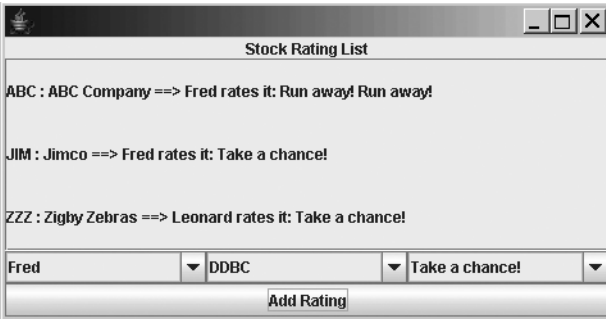 Stock Rating List
ABC : ABC Company ==> Fred rates it: Run away! Run away!
JIM : Jimco ==> Fred rates it: Take a chance!
ZZZ : Zigby Zebras ==> Leonard rates it: Take a chance!
Fred DDBC Take a chance!
Add Rating